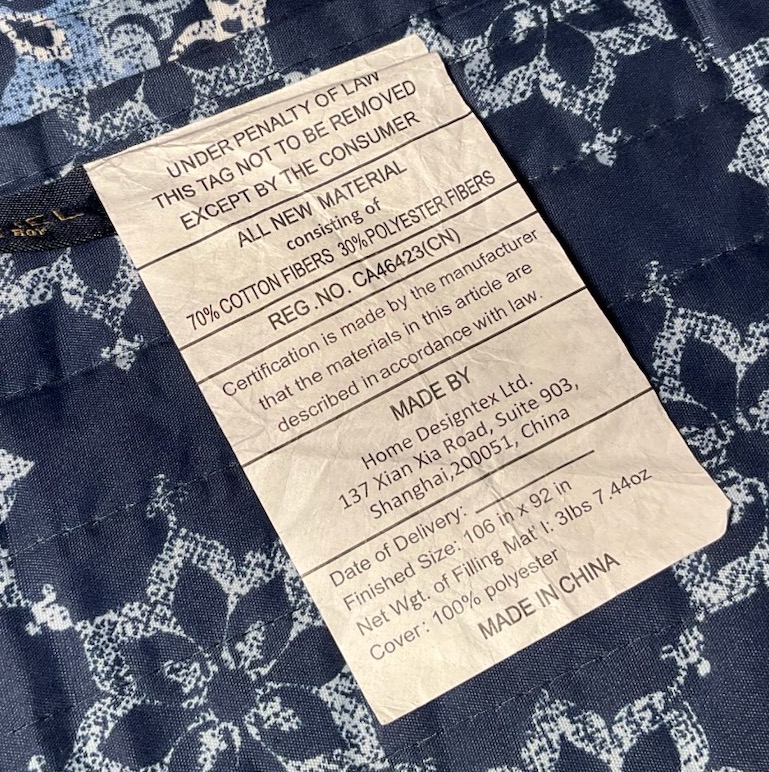 UNDER PENALTY OF LAW
THIS TAG NOT TO BE REMOVED
EXCEPT BY THE CONSUMER
ALL NEW MATERIAL
consisting of
70% COTTON FIBERS 30%POLYESTER FIBERS
REG.NO. CA46423(CN)
Certification is made by the manufacturer
that the materials in this article are
described in accordance with law.
MADE BY
Home Designtex Ltd.
137 Xian Xia Road, Suite 903,
Shanghai,200051, China
Date of Delivery:
Finished Size: 106 in x 92 in
Net Wgt. of Filling Mat' l: 3lbs 7.44oz
Cover: 100% polyester
MADE IN CHINA